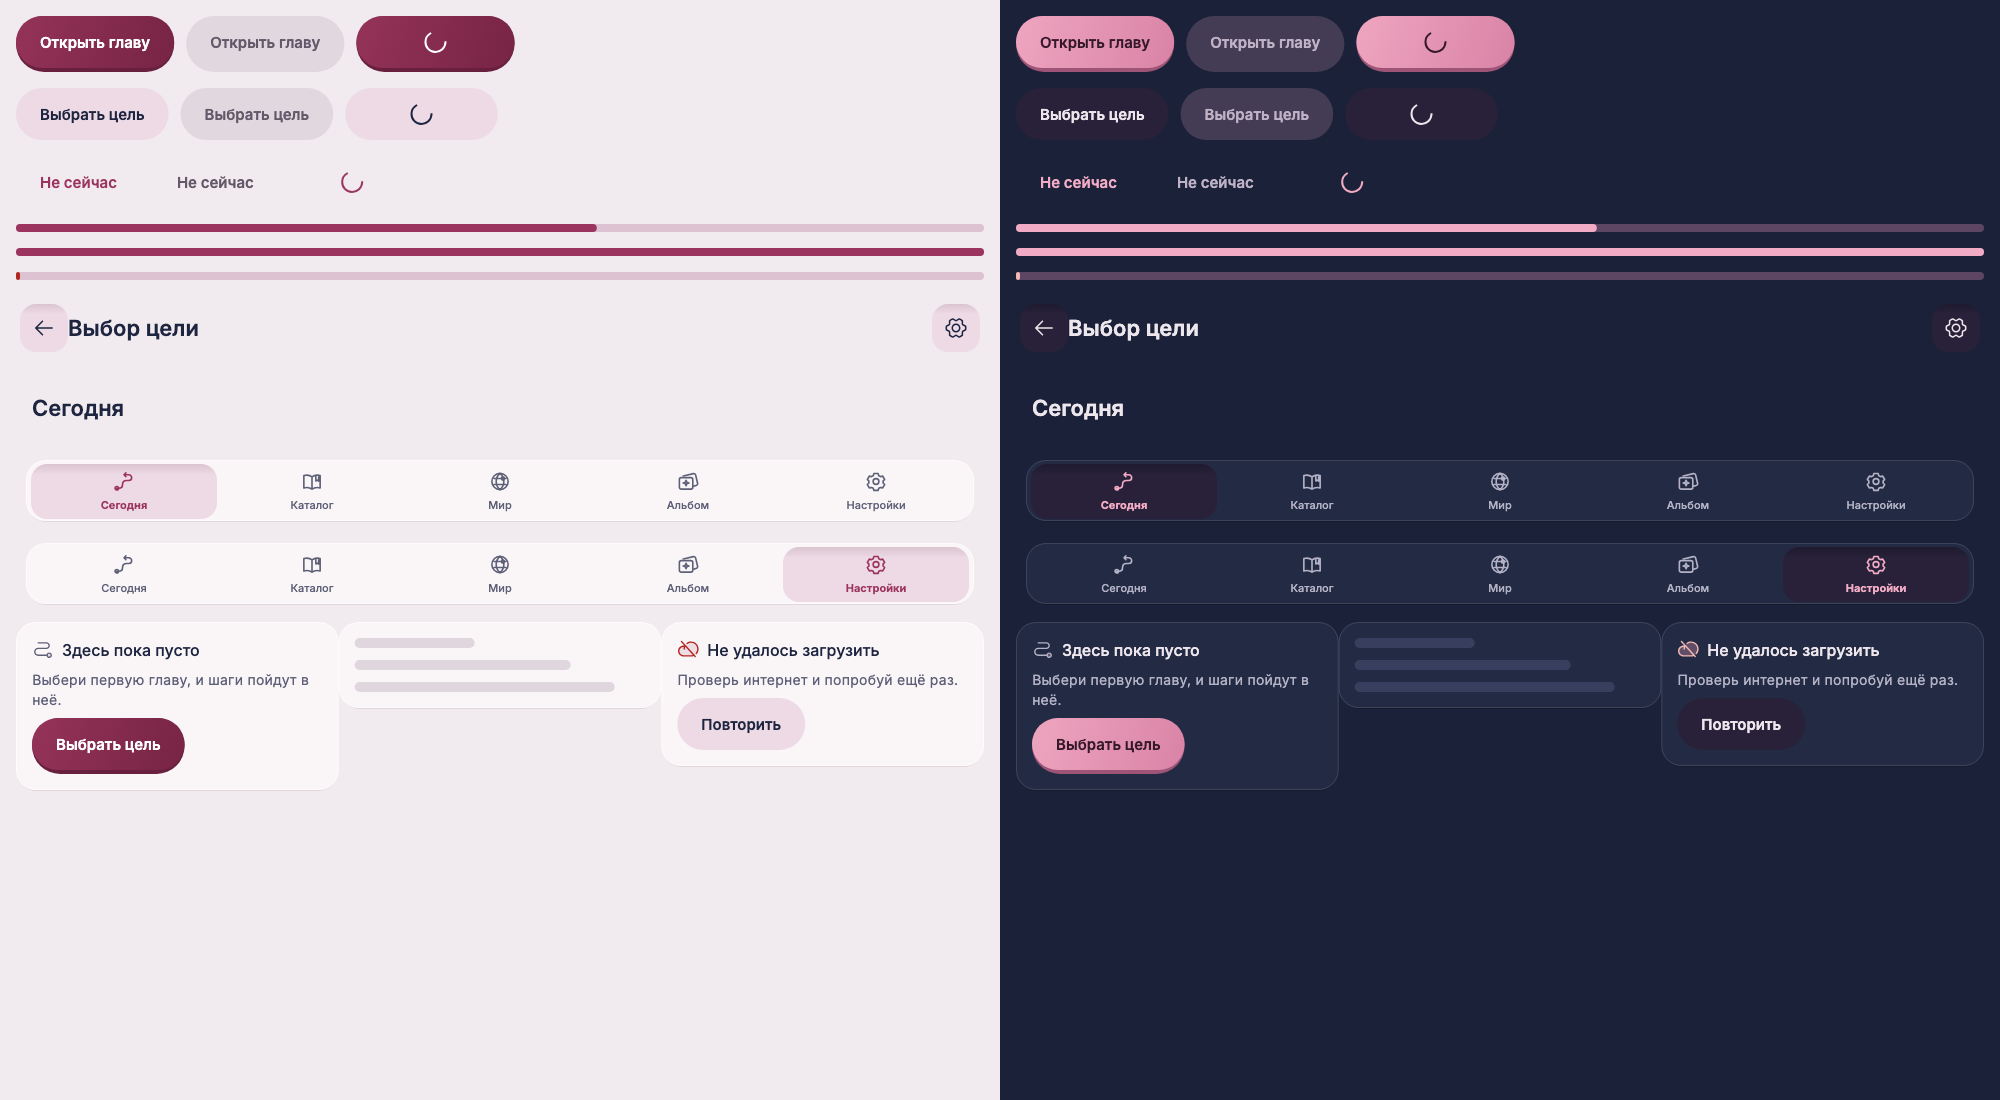 Открыть главу Открыть главу
Выбрать цель Выбрать цель
Не сейчас Не сейчас
Выбор цели
Сегодня
Сегодня Каталог Мир Альбом Настройки
Сегодня Каталог Мир Альбом Настройки
Здесь пока пусто
Выбери первую главу, и шаги пойдут в
неё.
Выбрать цель
Не удалось загрузить
Проверь интернет и попробуй ещё раз.
Повторить
Открыть главу Открыть главу
Выбрать цель Выбрать цель
Не сейчас Не сейчас
Выбор цели
Сегодня
Сегодня Каталог Мир Альбом Настройки
Сегодня Каталог Мир Альбом Настройки
Здесь пока пусто
Выбери первую главу, и шаги пойдут в
неё.
Выбрать цель
Не удалось загрузить
Проверь интернет и попробуй ещё раз.
Повторить